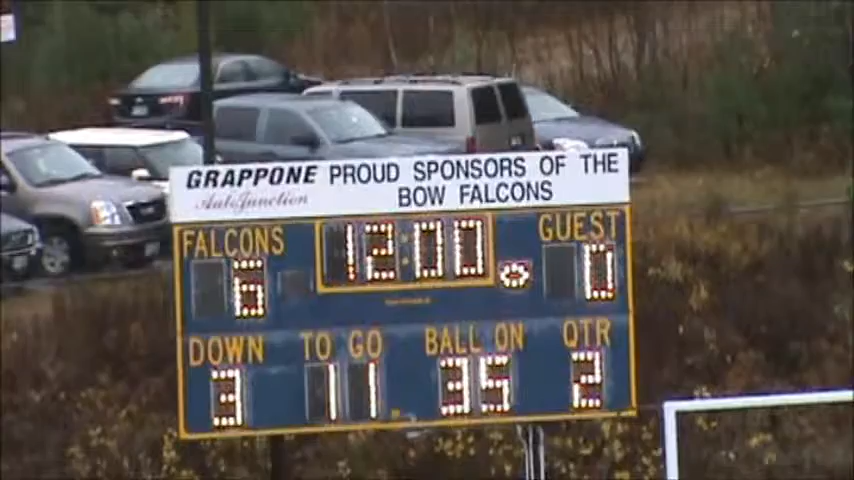 GRAPPONE PROUD SPONSORS OF THE
AutoJunction BOW FALCONS
FALCONS 12:00 GUEST
6 0
DOWN TO GO BALL ON QTR
3 11 35 2